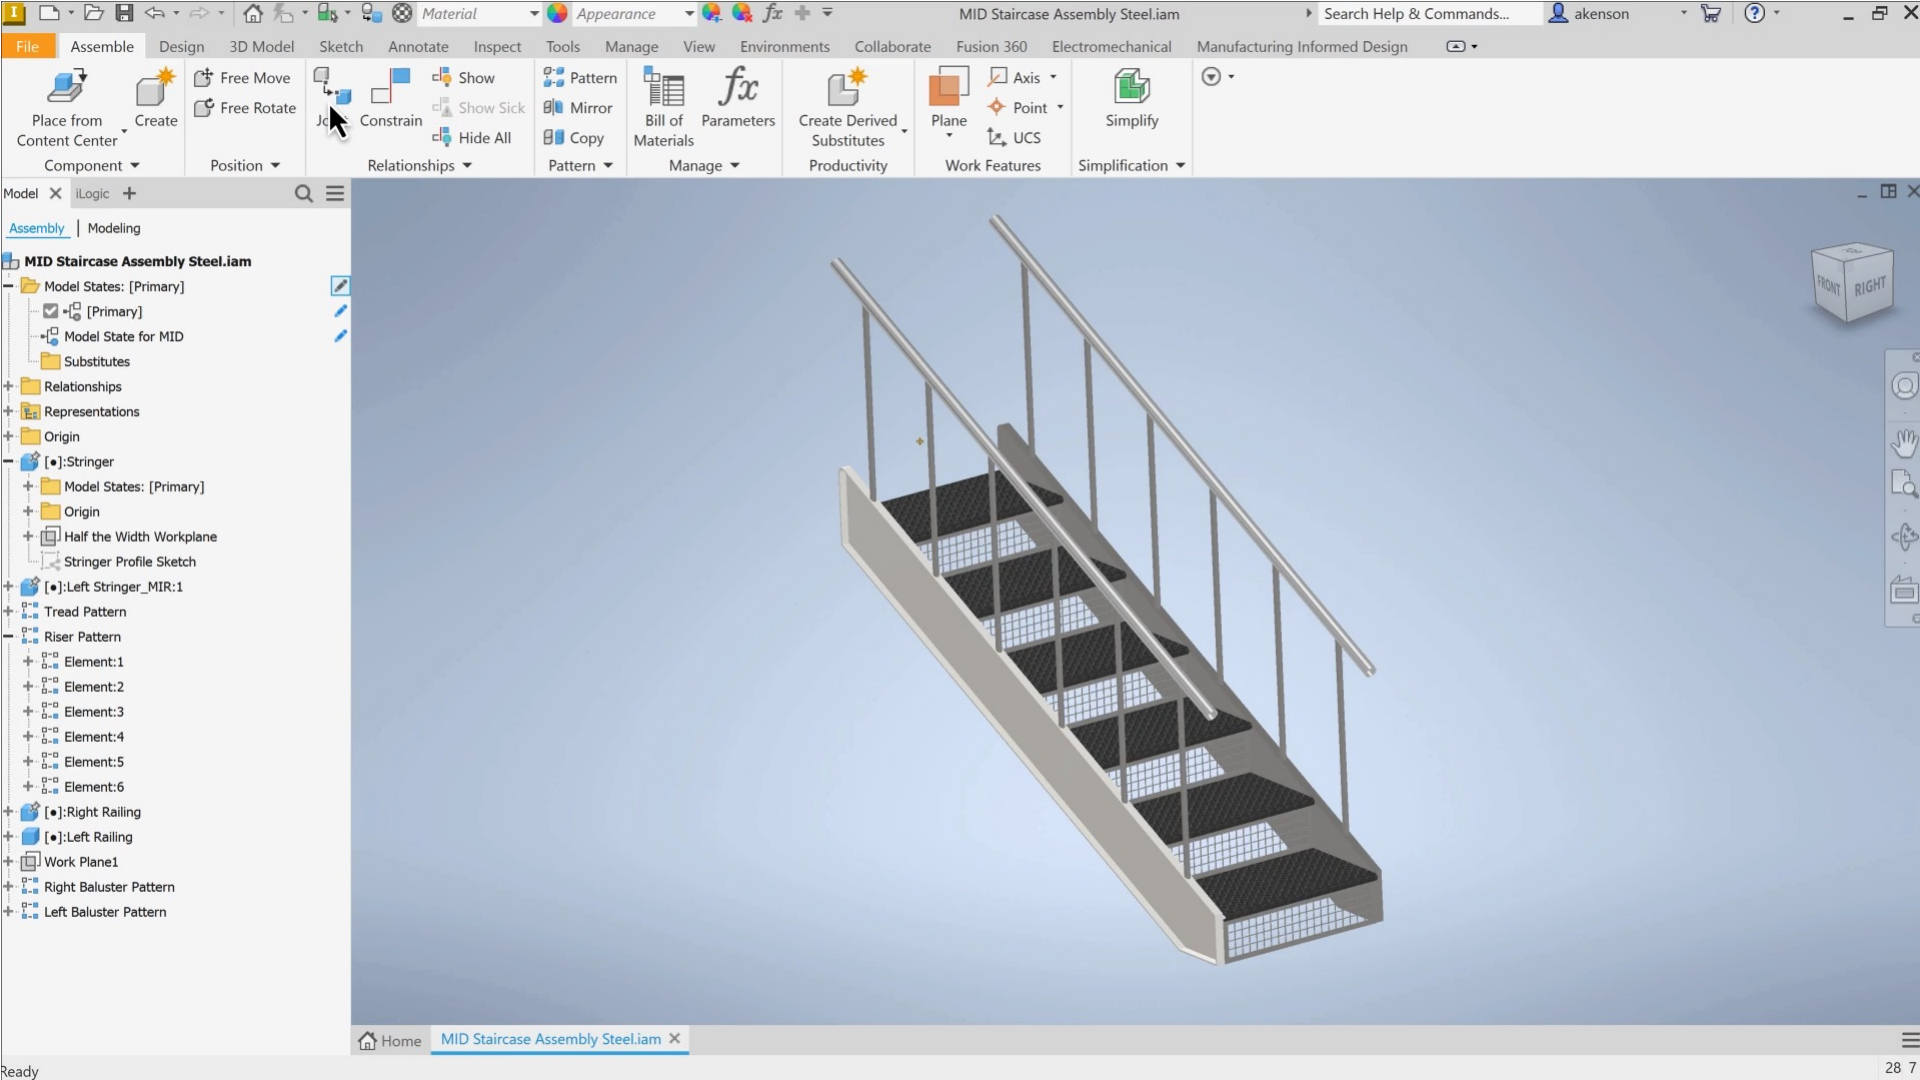 Material
Appearance
MID Staircase Assembly Steel.iam
Search Help & Commands...
akenson
File
Assemble
Design
3D Model
Sketch
Annotate
Inspect
Tools
Manage
View
Environments
Collaborate
Fusion 360
Electromechanical
Manufacturing Informed Design
Place from
Content Center
Create
Free Move
Free Rotate
Constrain
Show
Show Sick
Hide All
Pattern
Mirror
Copy
Bill of
Materials
fx
Parameters
Create Derived
Substitutes
Plane
Axis
Point
UCS
Simplify
Component
Position
Relationships
Pattern
Manage
Productivity
Work Features
Simplification
Model
iLogic
Assembly
Modeling
MID Staircase Assembly Steel.iam
Model States: [Primary]
[Primary]
Model State for MID
Substitutes
Relationships
Representations
Origin
[●]:Stringer
Model States: [Primary]
Origin
Half the Width Workplane
Stringer Profile Sketch
[●]:Left Stringer_MIR:1
Tread Pattern
Riser Pattern
Element:1
Element:2
Element:3
Element:4
Element:5
Element:6
[●]:Right Railing
[●]:Left Railing
Work Plane1
Right Baluster Pattern
Left Baluster Pattern
TOP
FRONT
RIGHT
Home
MID Staircase Assembly Steel.iam
Ready
28 7